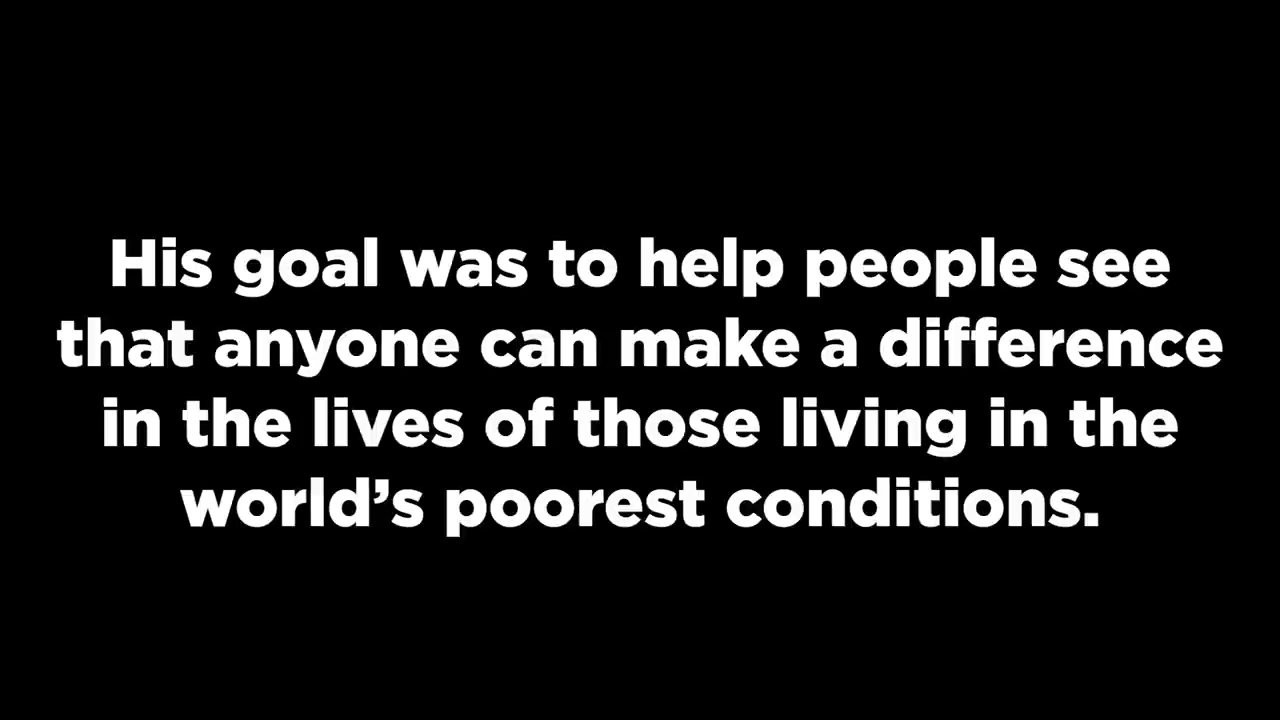 His goal was to help people see
that anyone can make a difference
in the lives of those living in the
world’s poorest conditions.